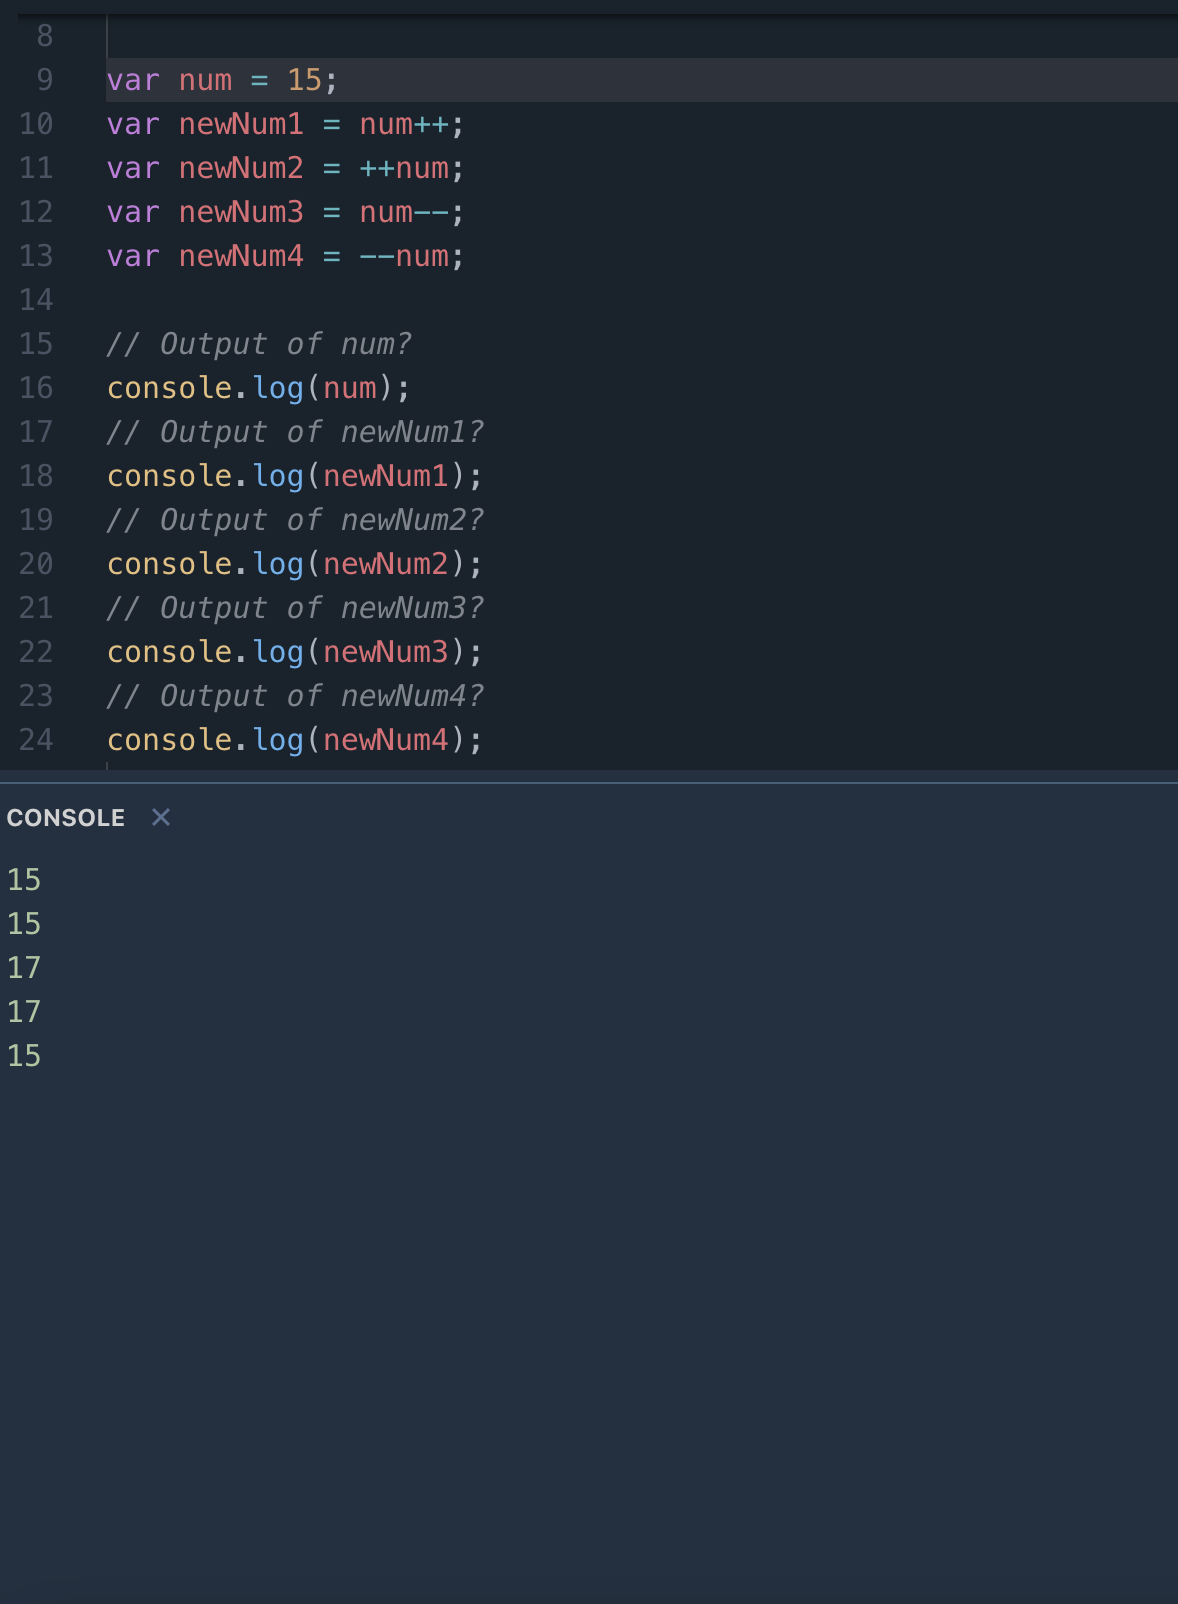 8
9 var num = 15;
10 var newNum1 = num++;
11 var newNum2 = ++num;
12 var newNum3 = num--;
13 var newNum4 = --num;
14
15 // Output of num?
16 console.log(num);
17 // Output of newNum1?
18 console.log(newNum1);
19 // Output of newNum2?
20 console.log(newNum2);
21 // Output of newNum3?
22 console.log(newNum3);
23 // Output of newNum4?
24 console.log(newNum4);
CONSOLE ×
15
15
17
17
15